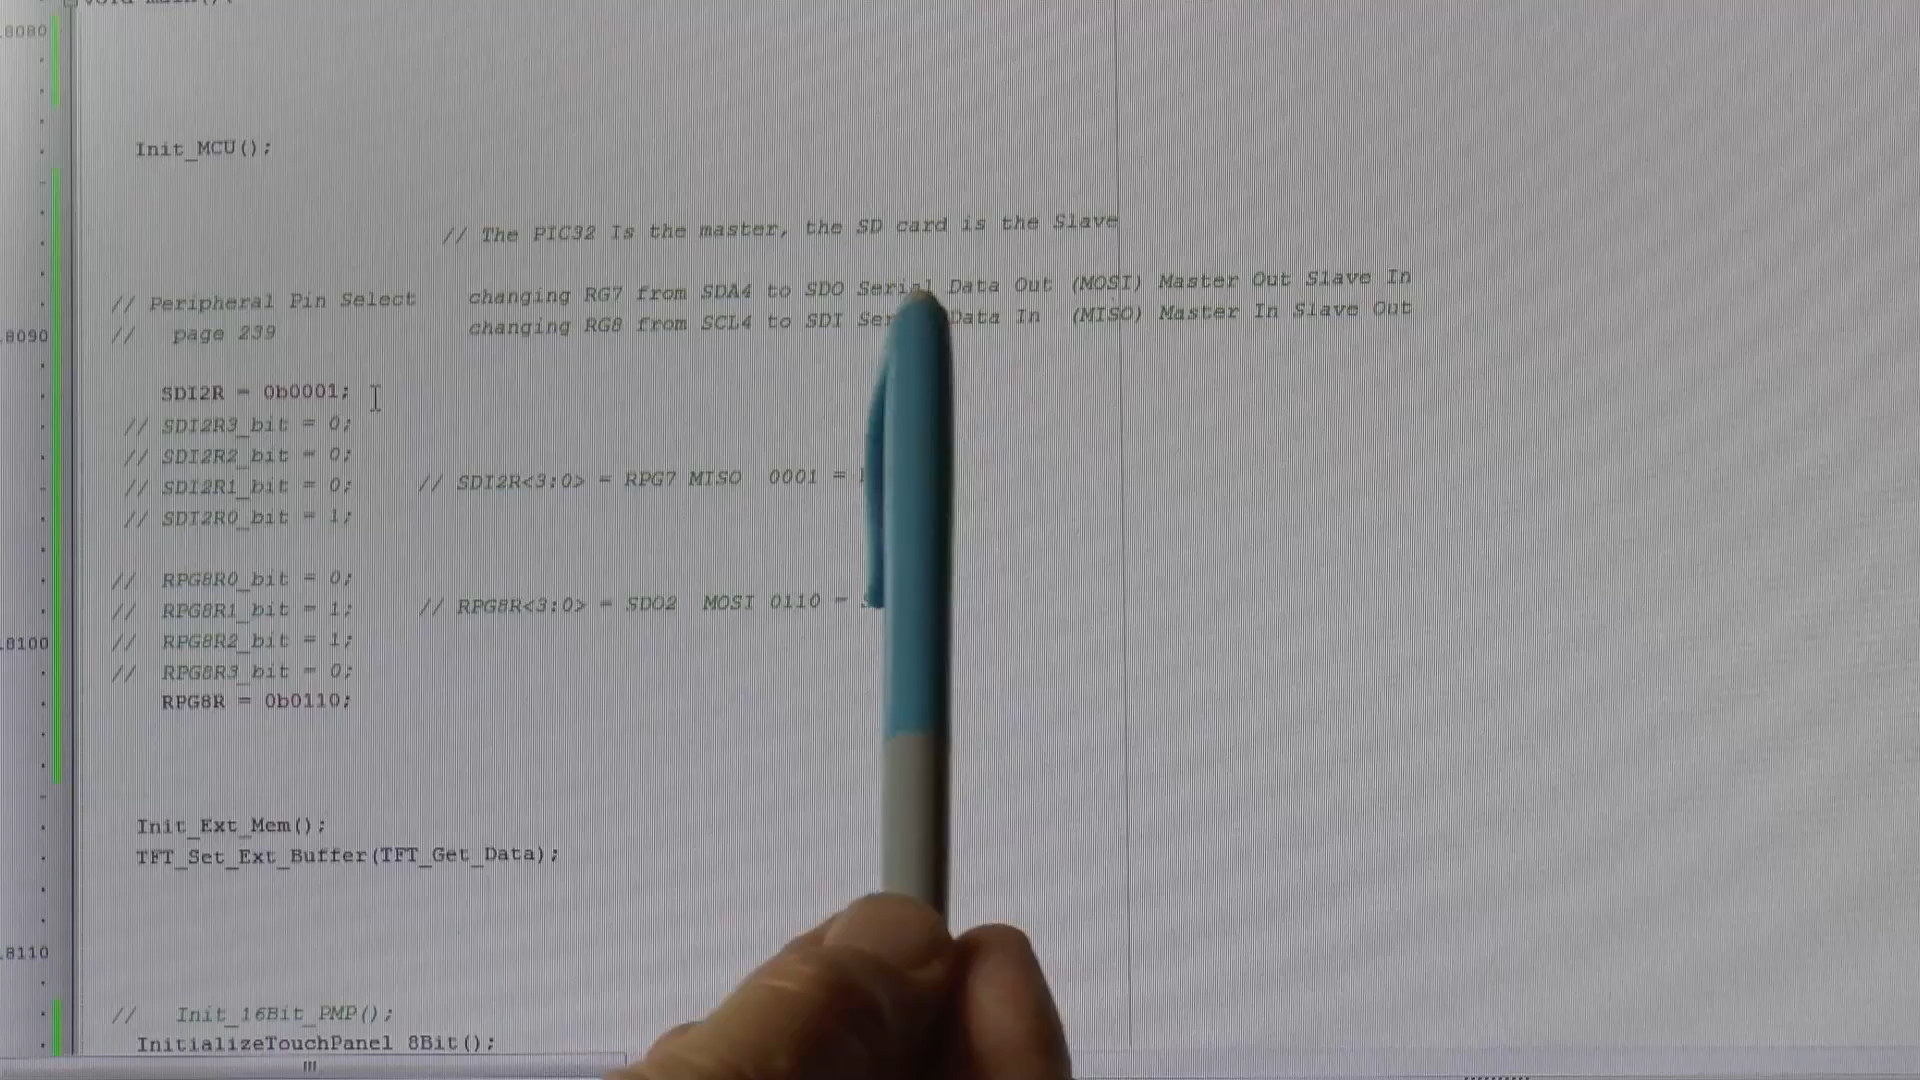 void main(){
.8080
Init_MCU();
// The PIC32 Is the master, the SD card is the Slave
// Peripheral Pin Select changing RG7 from SDA4 to SDO Serial Data Out (MOSI) Master Out Slave In
.8090 // page 239 changing RG8 from SCL4 to SDI Data In (MISO) Master In Slave Out
SDI2R = 0b0001;
// SDI2R3_bit = 0;
// SDI2R2_bit = 0;
// SDI2R1_bit = 0; // SDI2R<3:0> = RPG7 MISO 0001 =
// SDI2R0_bit = 1;
// RPG8R0_bit = 0;
// RPG8R1_bit = 1; // RPG8R<3:0> = SDO2 MOSI 0110 =
.8100 // RPG8R2_bit = 1;
// RPG8R3_bit = 0;
RPG8R = 0b0110;
Init_Ext_Mem();
TFT_Set_Ext_Buffer(TFT_Get_Data);
.8110
// Init_16Bit_PMP();
InitializeTouchPanel_8Bit();